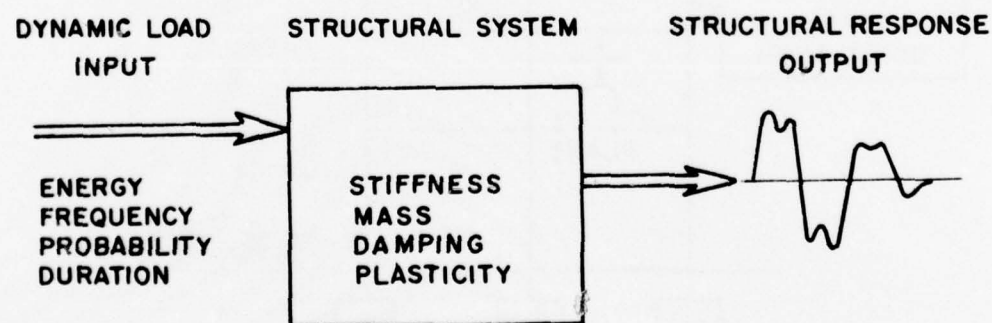 DYNAMIC LOAD
INPUT
STRUCTURAL SYSTEM
STRUCTURAL RESPONSE
OUTPUT
ENERGY
FREQUENCY
PROBABILITY
DURATION
STIFFNESS
MASS
DAMPING
PLASTICITY